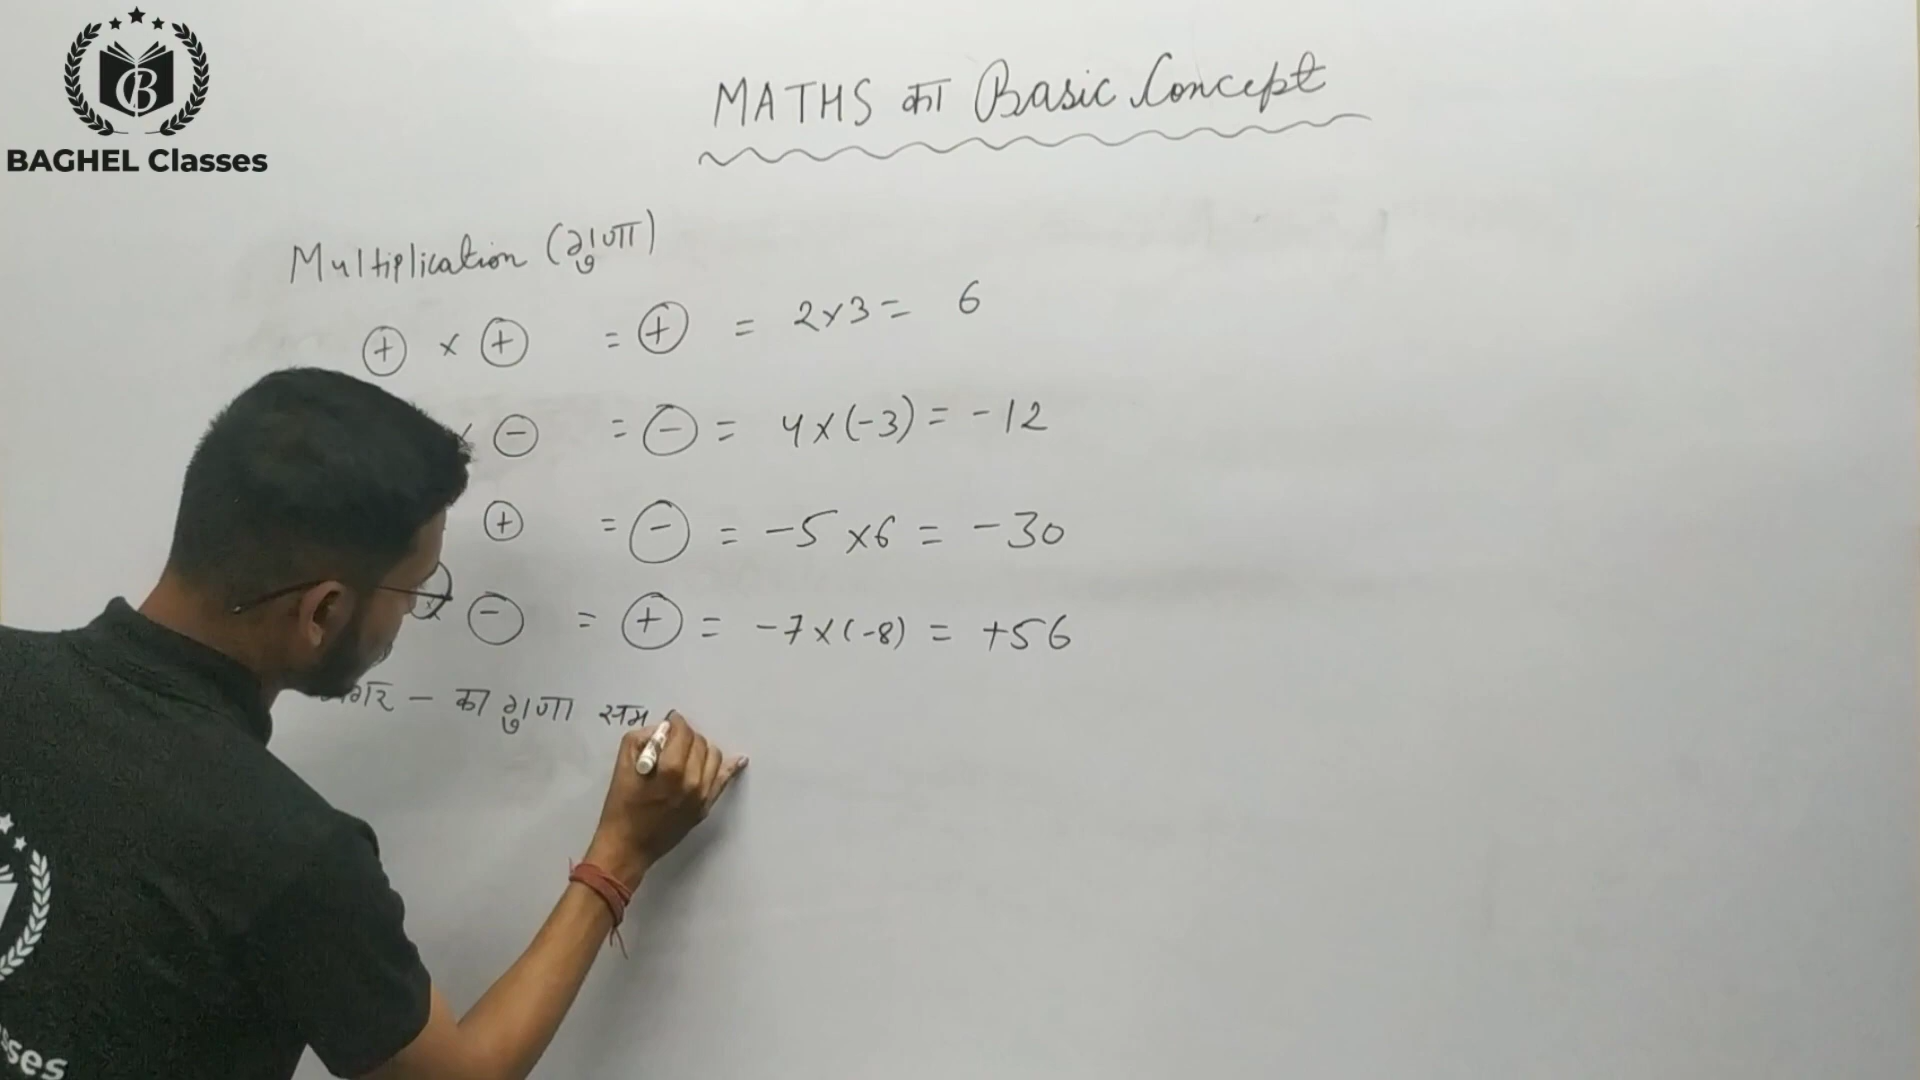 BAGHEL Classes
MATHS का Basic Concept
Multiplication (गुणा)
+ × + = + = 2×3 = 6
× - = - = 4×(-3) = -12
+ = - = -5×6 = -30
× - = + = -7×(-8) = +56
- का गुणा सम